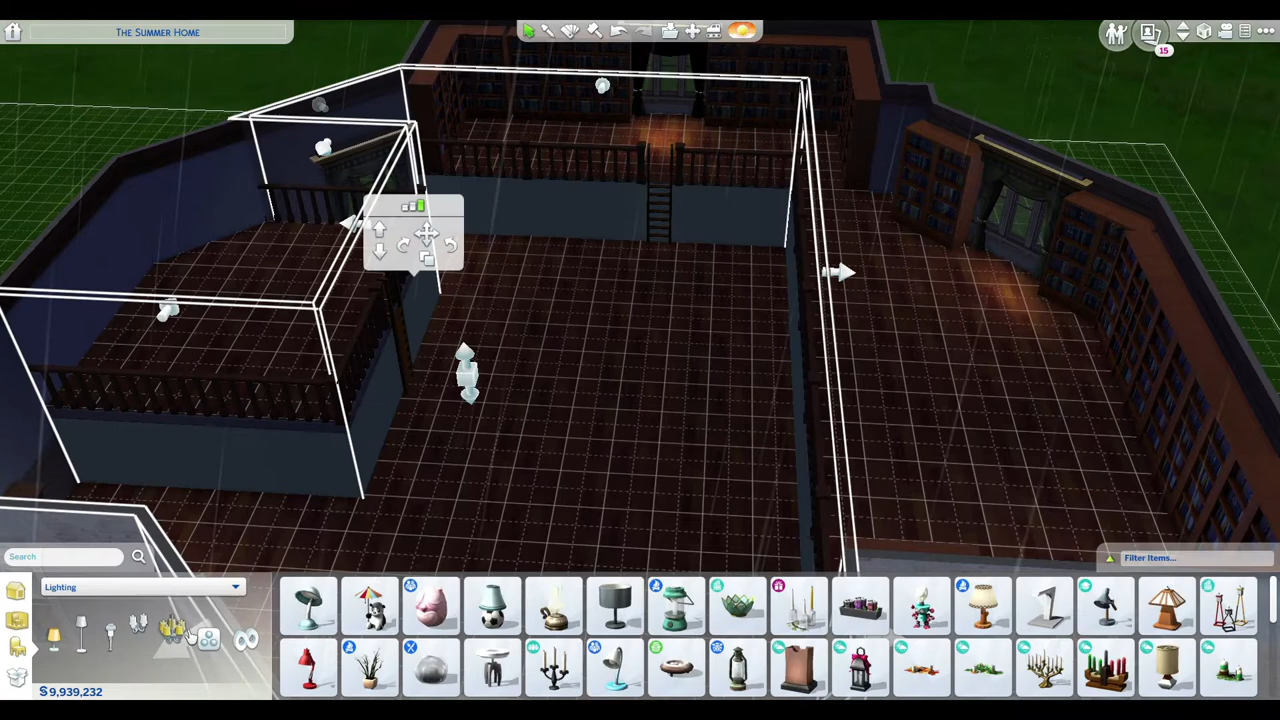 THE SUMMER HOME
15
Search
Filter Items...
Lighting
§9,939,232